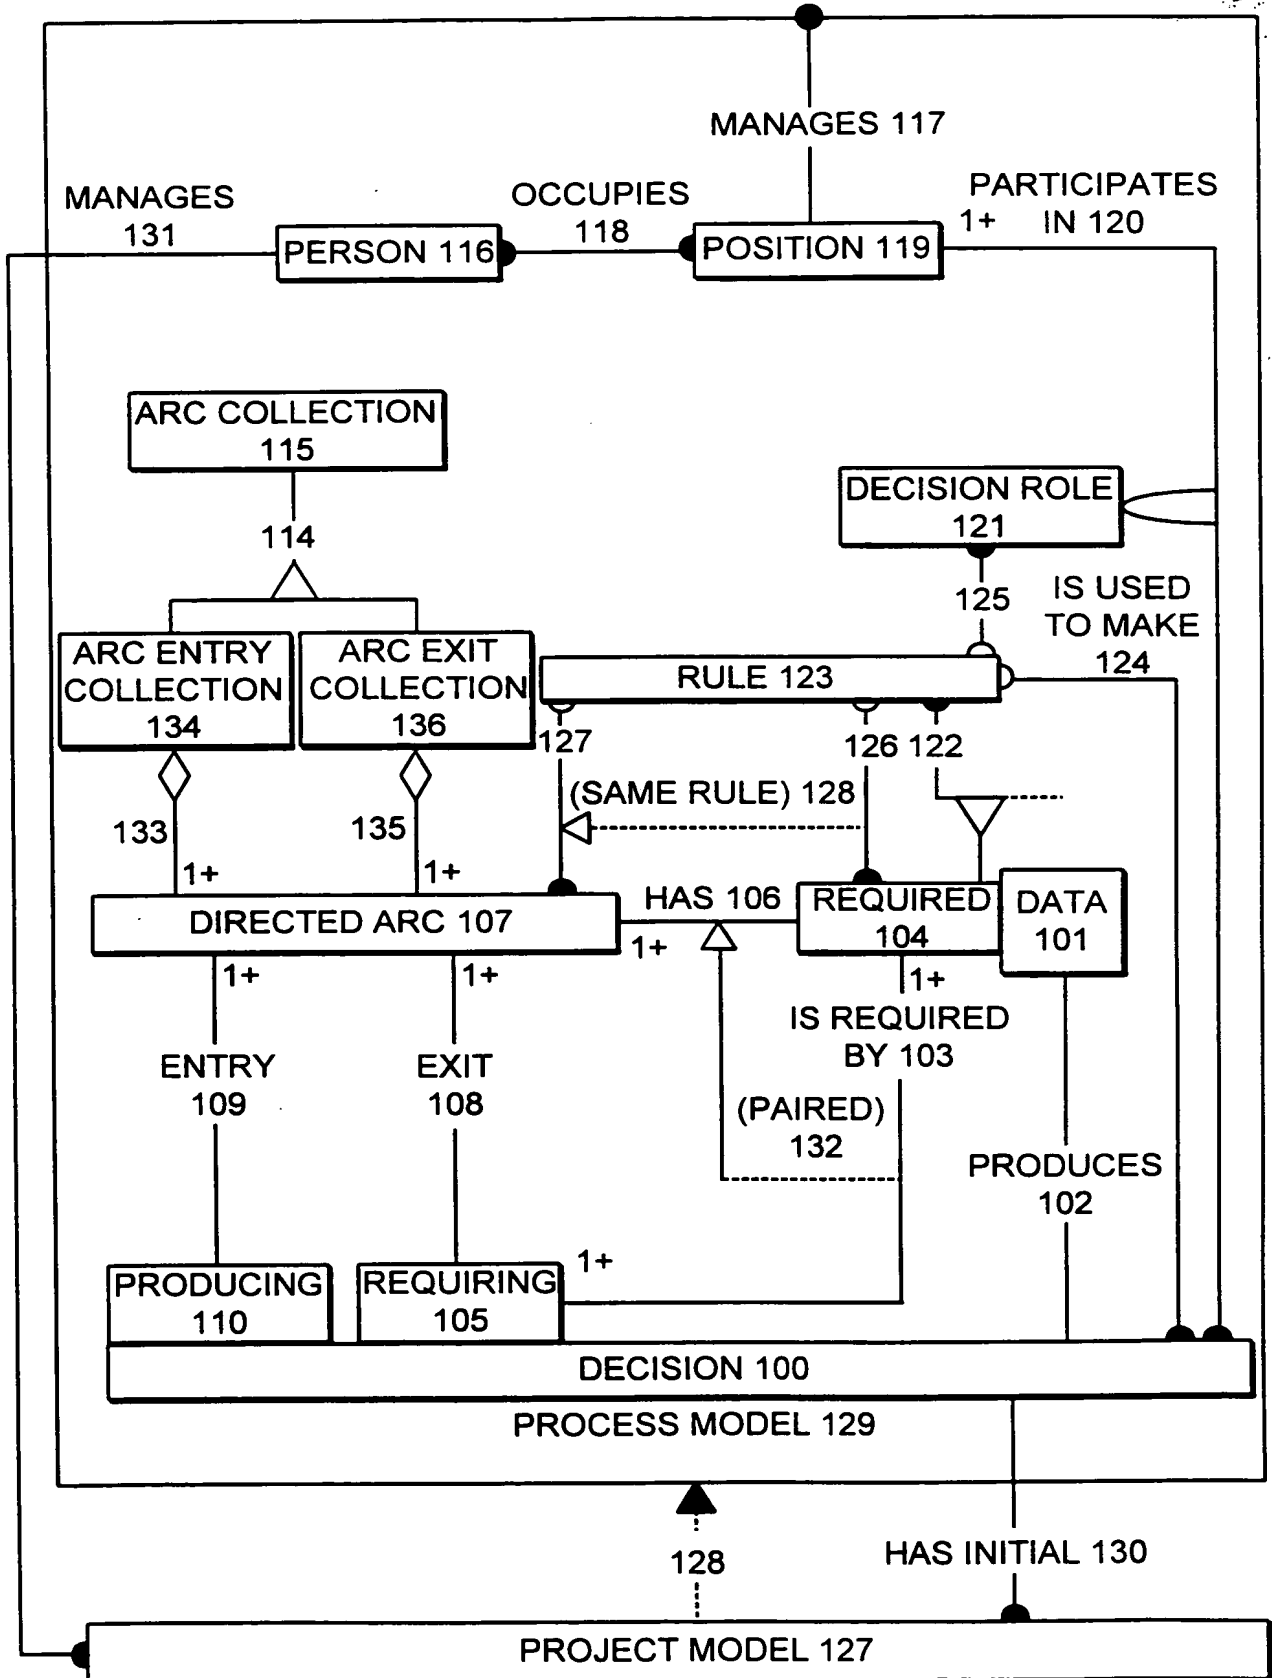 MANAGES 117
MANAGES
131
PERSON 116
OCCUPIES
118
POSITION 119
1+
PARTICIPATES
IN 120
ARC COLLECTION
115
114
DECISION ROLE
121
125
IS USED
TO MAKE
124
ARC ENTRY
COLLECTION
134
ARC EXIT
COLLECTION
136
RULE 123
127
126
122
(SAME RULE) 128
133
1+
135
1+
DIRECTED ARC 107
HAS 106
1+
REQUIRED
104
DATA
101
1+
1+
1+
IS REQUIRED
BY 103
ENTRY
109
EXIT
108
(PAIRED)
132
PRODUCES
102
PRODUCING
110
REQUIRING
105
1+
DECISION 100
PROCESS MODEL 129
128
HAS INITIAL 130
PROJECT MODEL 127